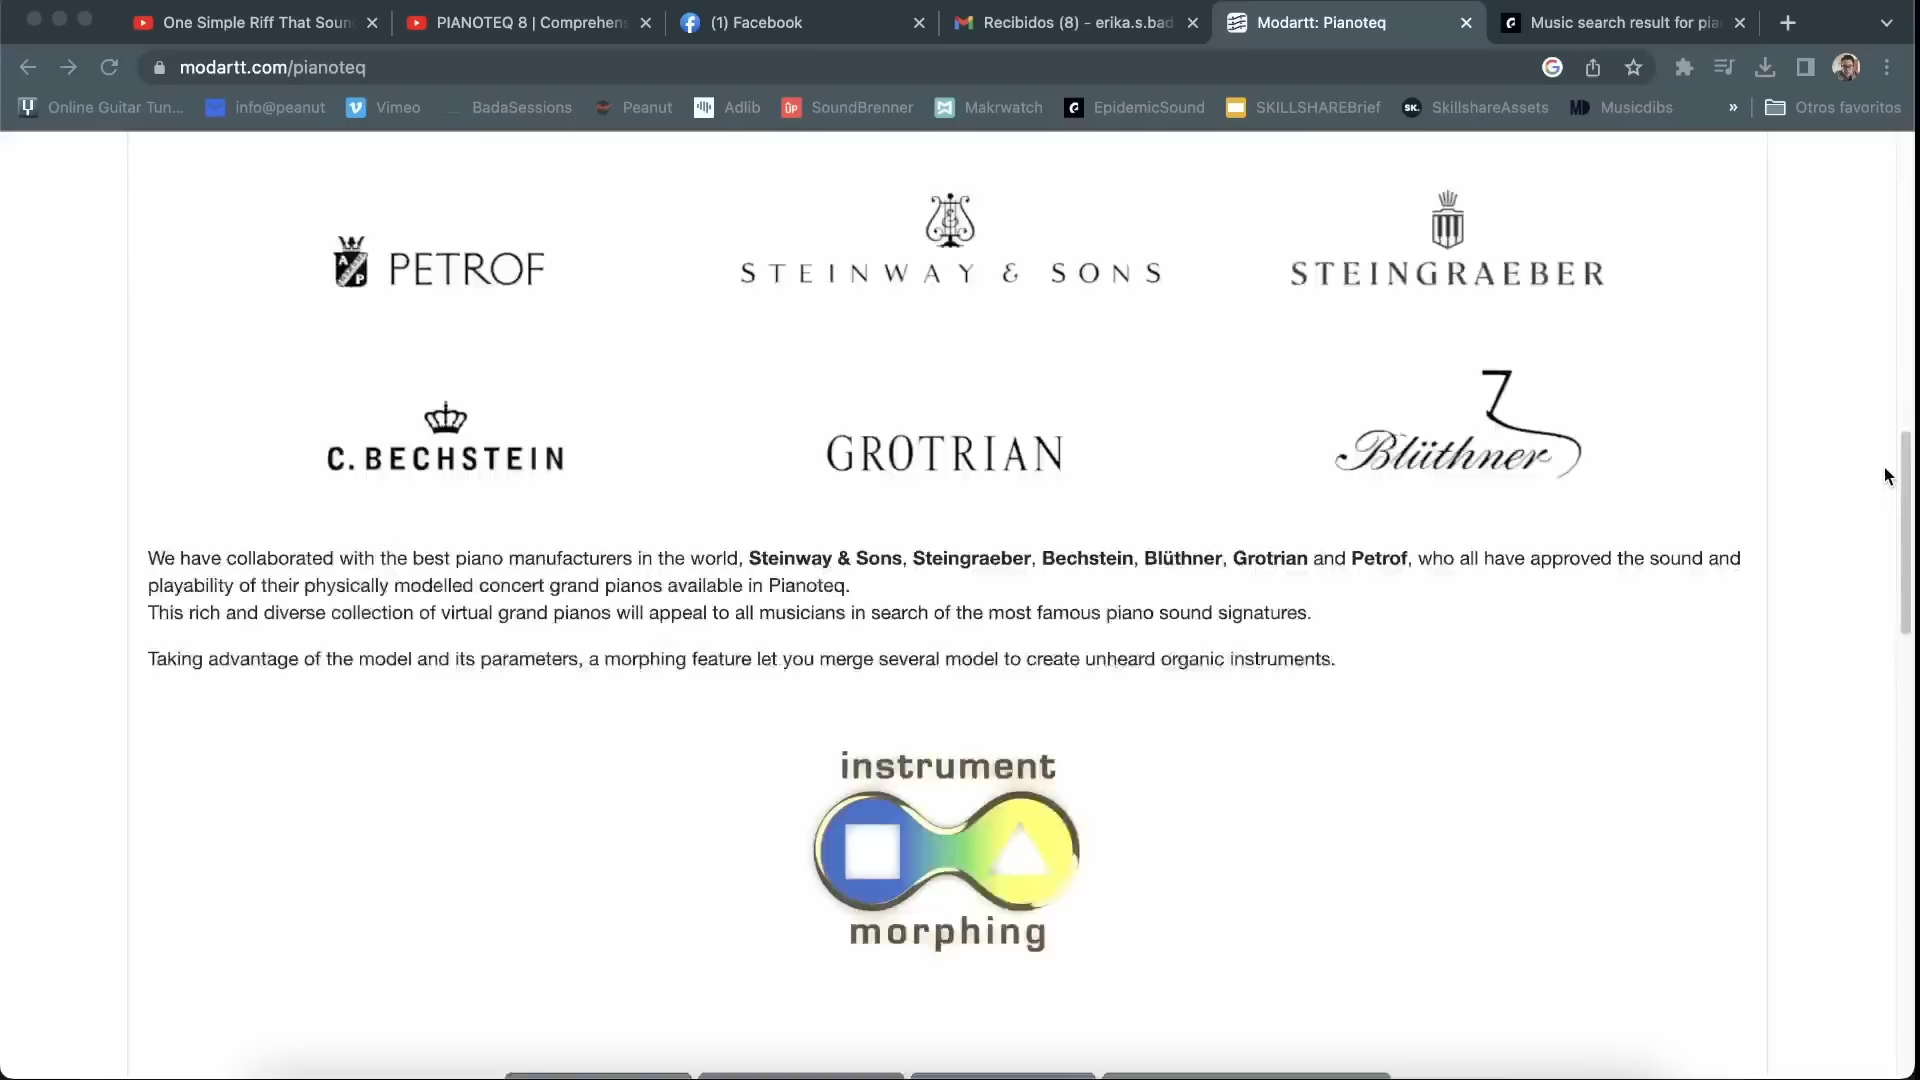 One Simple Riff That Soun
PIANOTEQ 8 | Comprehens
(1) Facebook
Recibidos (8) - erika.s.bad
Modartt: Pianoteq
Music search result for pia
modartt.com/pianoteq
Online Guitar Tun...
info@peanut
Vimeo
BadaSessions
Peanut
Adlib
SoundBrenner
Makrwatch
EpidemicSound
SKILLSHAREBrief
SK.
SkillshareAssets
Musicdibs
»
Otros favoritos
AP PETROF
STEINWAY & SONS
STEINGRAEBER
C. BECHSTEIN
GROTRIAN
Blüthner
We have collaborated with the best piano manufacturers in the world, Steinway & Sons, Steingraeber, Bechstein, Blüthner, Grotrian and Petrof, who all have approved the sound and
playability of their physically modelled concert grand pianos available in Pianoteq.
This rich and diverse collection of virtual grand pianos will appeal to all musicians in search of the most famous piano sound signatures.
Taking advantage of the model and its parameters, a morphing feature let you merge several model to create unheard organic instruments.
instrument
morphing